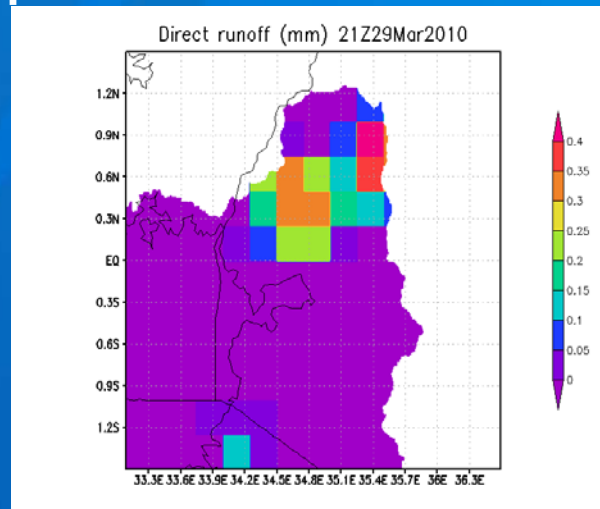 Direct runoff (mm) 21Z29Mar2010
1.2N
0.9N
0.6N
0.3N
EQ
0.3S
0.6S
0.9S
1.2S
33.3E 33.6E 33.9E 34.2E 34.5E 34.8E 35.1E 35.4E 35.7E 36E 36.3E
0.4
0.35
0.3
0.25
0.2
0.15
0.1
0.05
0